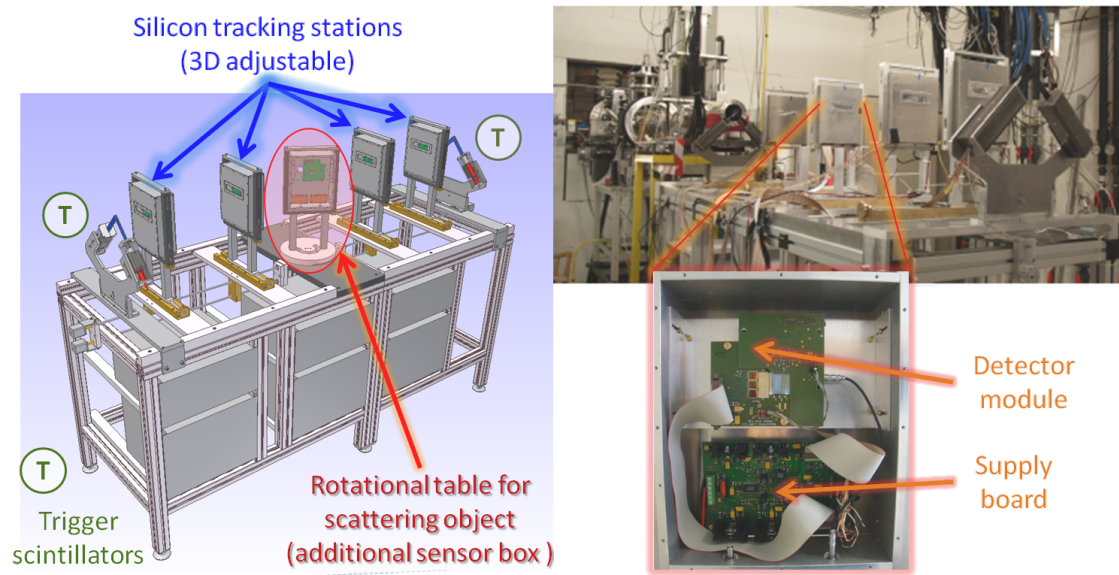 Silicon tracking stations
(3D adjustable)
T
T
T
Trigger
scintillators
Rotational table for
scattering object
(additional sensor box )
Detector
module
Supply
board